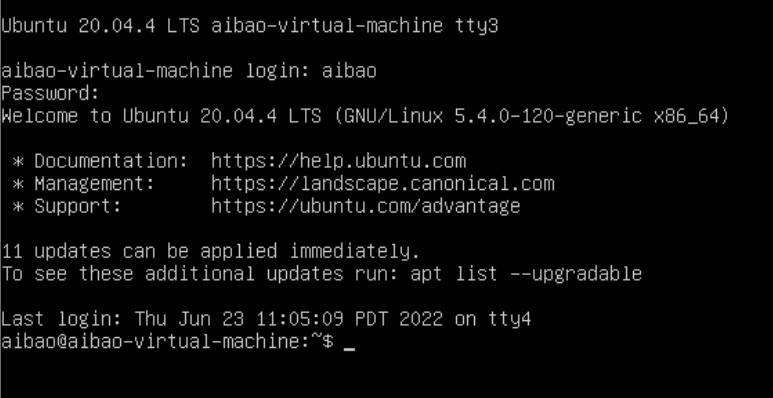 Ubuntu 20.04.4 LTS aibao-virtual-machine tty3
aibao-virtual-machine login: aibao
Password:
Welcome to Ubuntu 20.04.4 LTS (GNU/Linux 5.4.0-120-generic x86_64)
* Documentation:  https://help.ubuntu.com
* Management:     https://landscape.canonical.com
* Support:        https://ubuntu.com/advantage
11 updates can be applied immediately.
To see these additional updates run: apt list --upgradable
Last login: Thu Jun 23 11:05:09 PDT 2022 on tty4
aibao@aibao-virtual-machine:~$ _